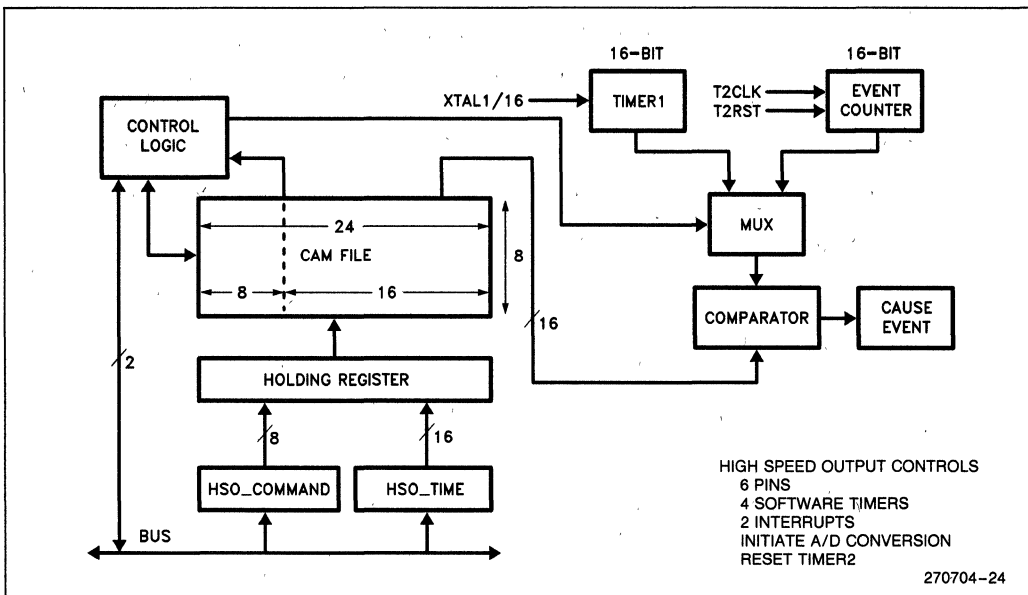 16-BIT
16-BIT
XTAL1/16
TIMER1
T2CLK
T2RST
EVENT
COUNTER
CONTROL
LOGIC
MUX
24
CAM FILE
8
16
8
COMPARATOR
CAUSE
EVENT
16
2
HOLDING REGISTER
8
16
HSO_COMMAND
HSO_TIME
BUS
HIGH SPEED OUTPUT CONTROLS
6 PINS
4 SOFTWARE TIMERS
2 INTERRUPTS
INITIATE A/D CONVERSION
RESET TIMER2
270704-24